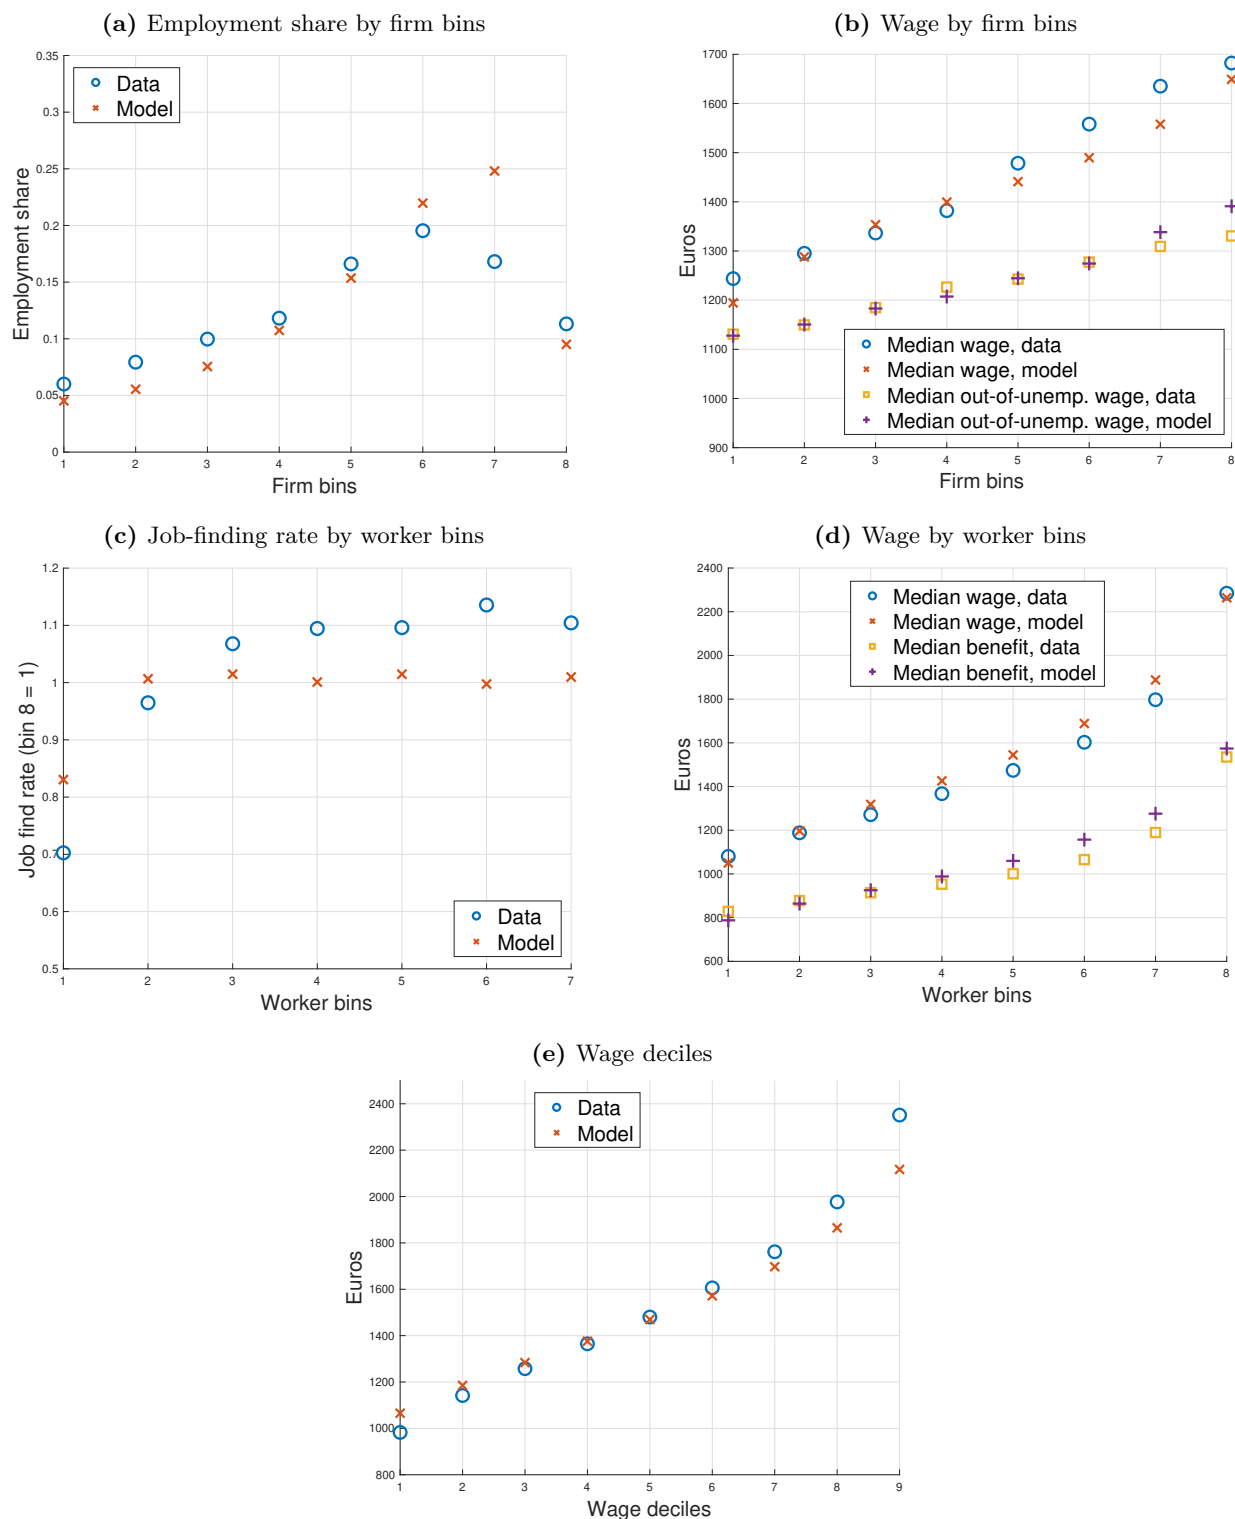 (a) Employment share by firm bins
0.35
0.3
0.25
0.2
0.15
0.1
0.05
0
Employment share
Data
Model
1 2 3 4 5 6 7 8
Firm bins
(b) Wage by firm bins
1700
1600
1500
1400
1300
1200
1100
1000
900
Euros
Median wage, data
Median wage, model
Median out-of-unemp. wage, data
Median out-of-unemp. wage, model
1 2 3 4 5 6 7 8
Firm bins
(c) Job-finding rate by worker bins
1.2
1.1
1
0.9
0.8
0.7
0.6
0.5
Job find rate (bin 8 = 1)
Data
Model
1 2 3 4 5 6 7
Worker bins
(d) Wage by worker bins
2400
2200
2000
1800
1600
1400
1200
1000
800
600
Euros
Median wage, data
Median wage, model
Median benefit, data
Median benefit, model
1 2 3 4 5 6 7 8
Worker bins
(e) Wage deciles
2400
2200
2000
1800
1600
1400
1200
1000
800
Euros
Data
Model
1 2 3 4 5 6 7 8 9
Wage deciles